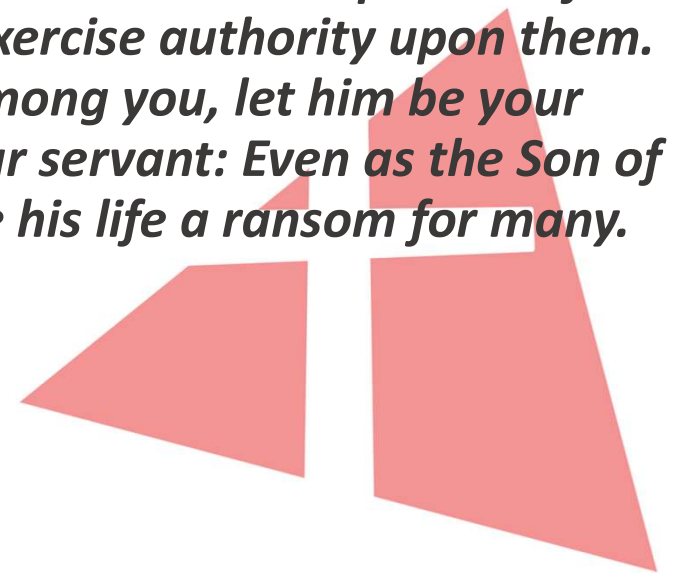 xercise authority upon them.
mong you, let him be your
r servant: Even as the Son of
his life a ransom for many.